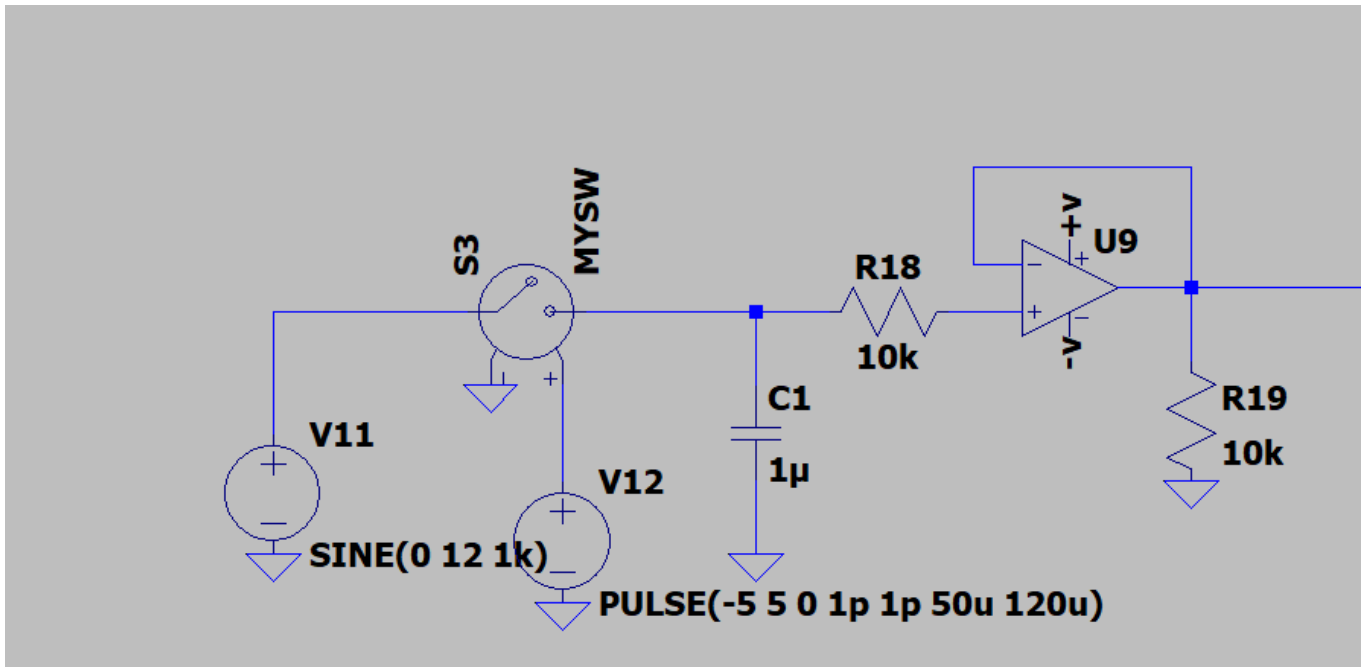 S3
MYSW
+v
U9
-v
R18
10k
C1
1µ
R19
10k
V11
SINE(0 12 1k)
V12
PULSE(-5 5 0 1p 1p 50u 120u)